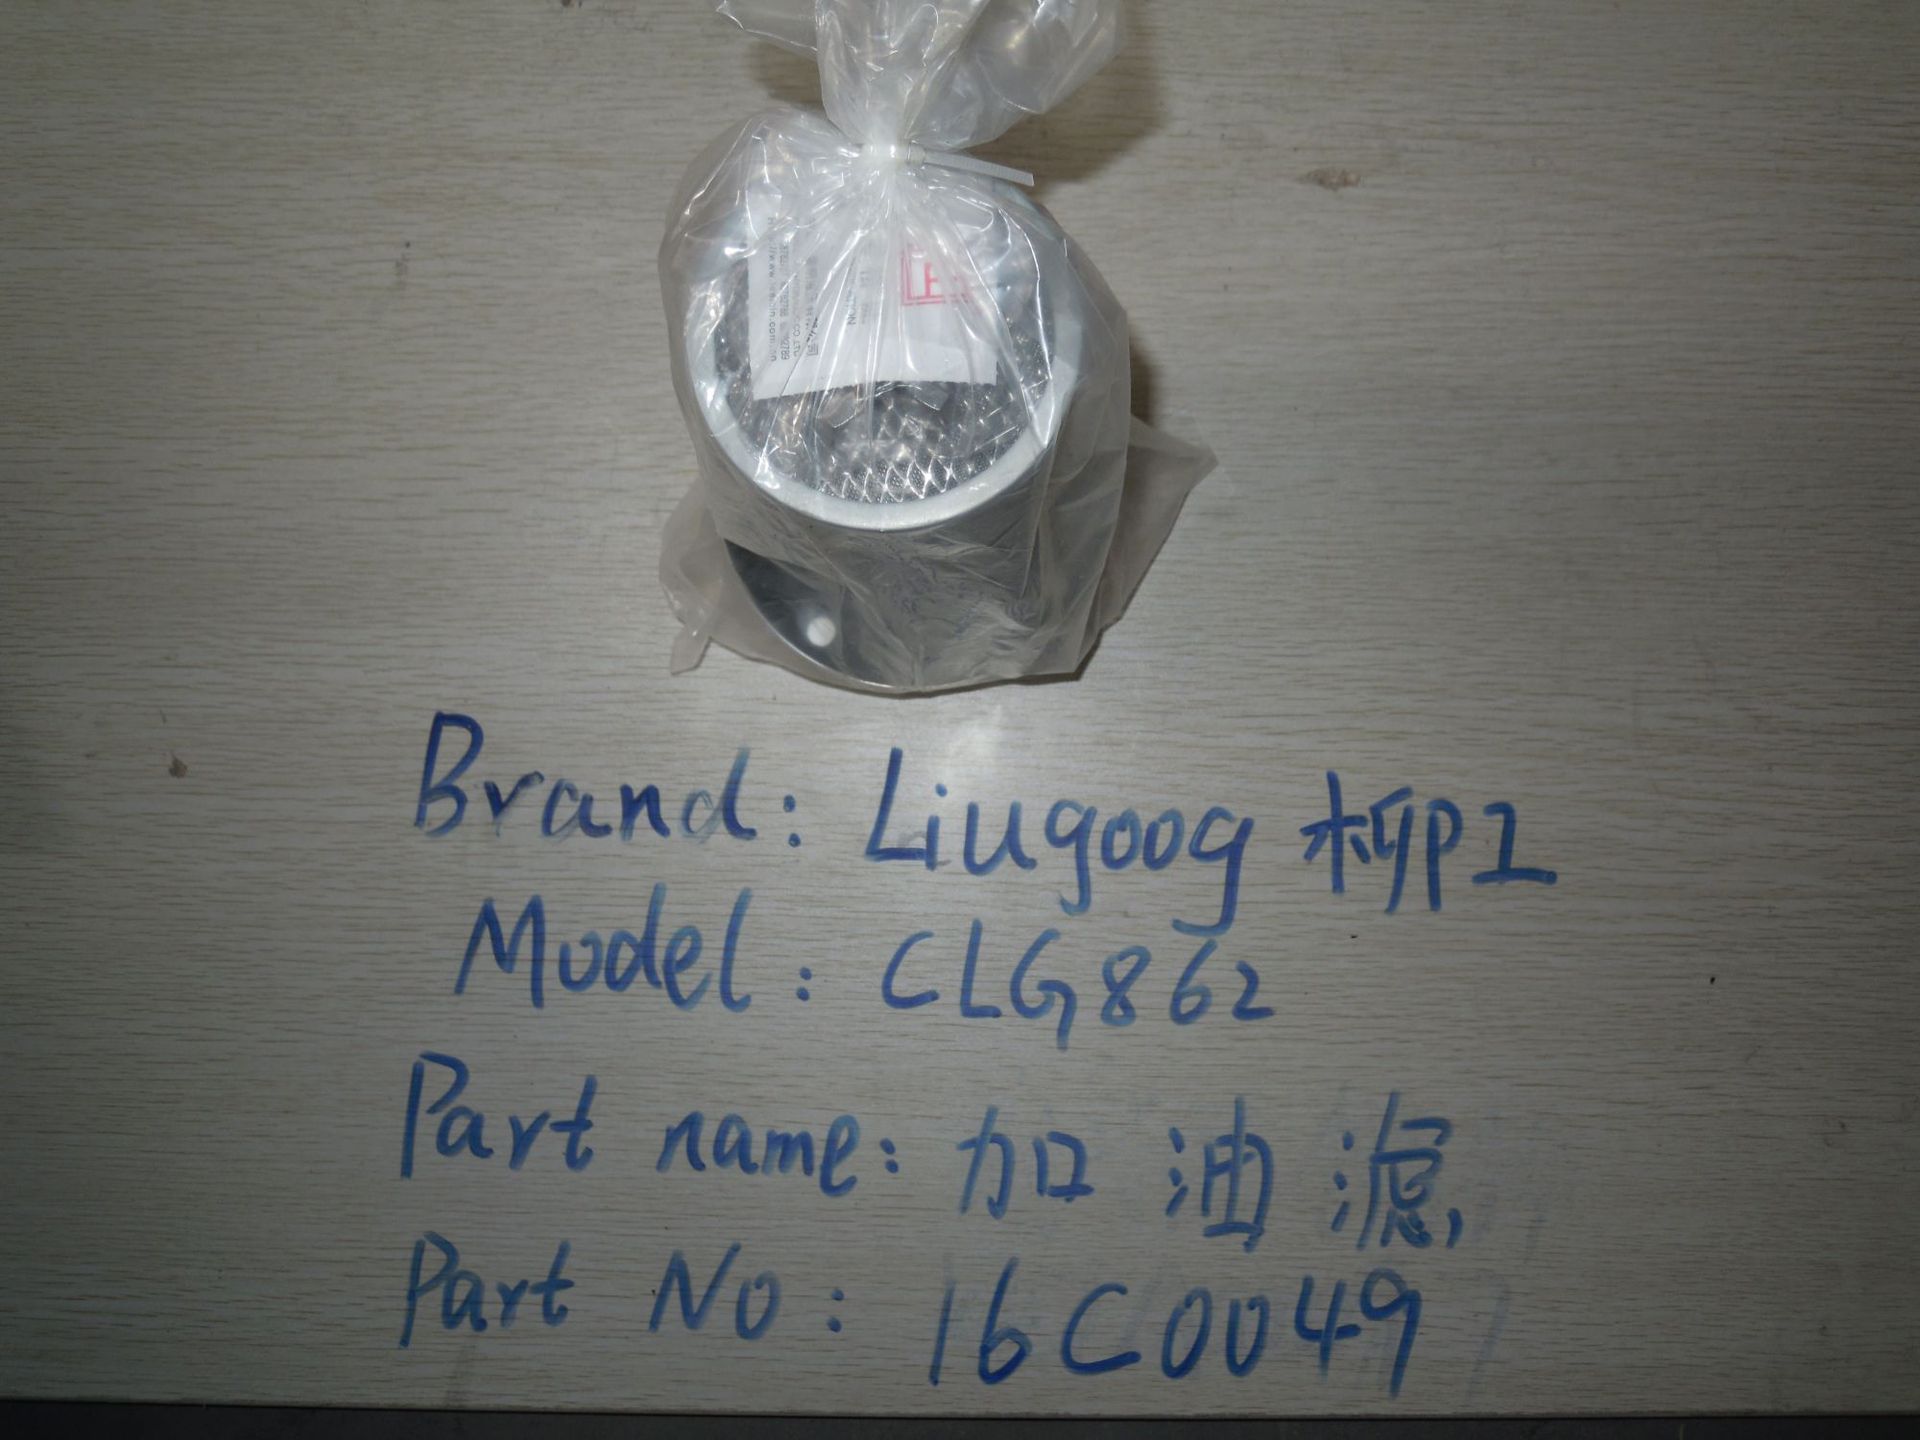 Brand: Liugoog 柳工
Model: CLG862
Part name: 加油滤
Part No: 16C0049